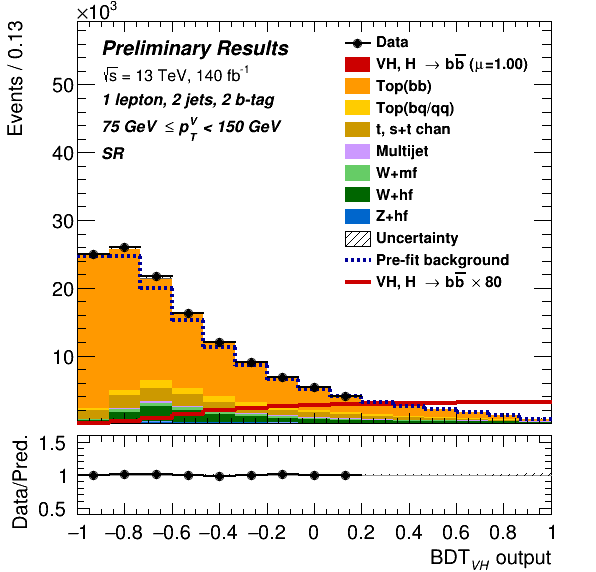 ×10³
Events / 0.13
Preliminary Results
√s = 13 TeV, 140 fb⁻¹
1 lepton, 2 jets, 2 b-tag
75 GeV ≤ p_T^V < 150 GeV
SR
Data
VH, H → bb̅ (μ=1.00)
Top(bb)
Top(bq/qq)
t, s+t chan
Multijet
W+mf
W+hf
Z+hf
Uncertainty
Pre-fit background
VH, H → bb̅ × 80
50
40
30
20
10
Data/Pred.
1.5
1
0.5
−1 −0.8 −0.6 −0.4 −0.2 0 0.2 0.4 0.6 0.8 1
BDT_VH output